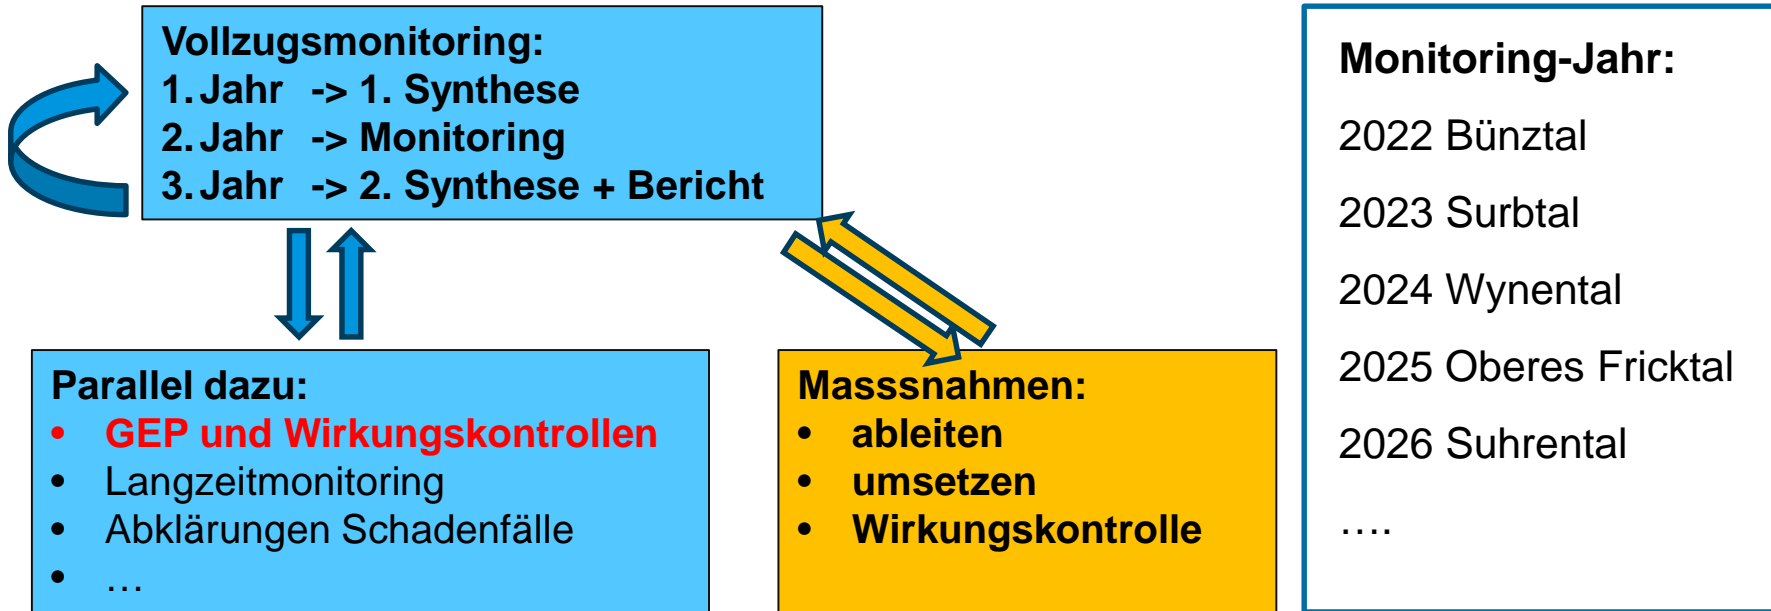 Vollzugsmonitoring:
1. Jahr -> 1. Synthese
2. Jahr -> Monitoring
3. Jahr -> 2. Synthese + Bericht
Parallel dazu:
• GEP und Wirkungskontrollen
• Langzeitmonitoring
• Abklärungen Schadenfälle
• …
Masssnahmen:
• ableiten
• umsetzen
• Wirkungskontrolle
Monitoring-Jahr:
2022 Bünztal
2023 Surbtal
2024 Wynental
2025 Oberes Fricktal
2026 Suhrental
….